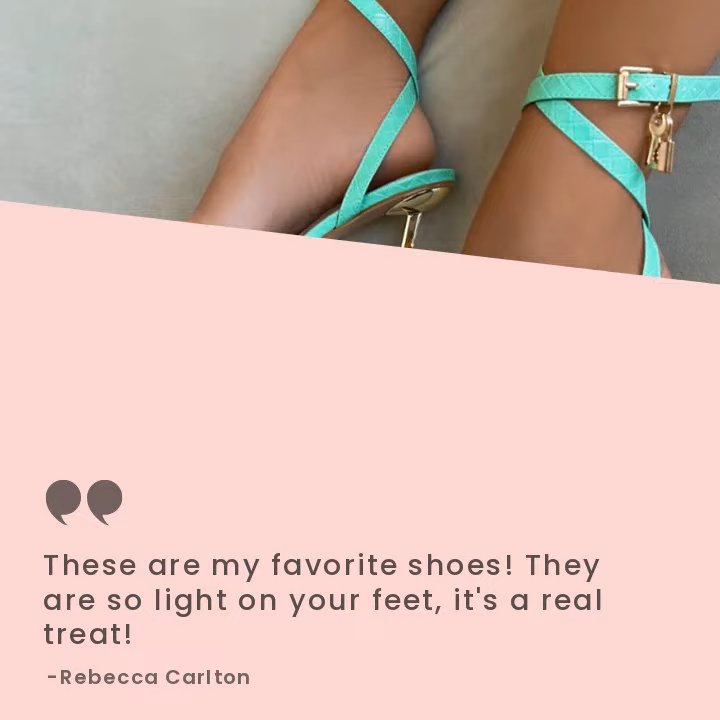 These are my favorite shoes! They
are so light on your feet, it's a real
treat!
-Rebecca Carlton